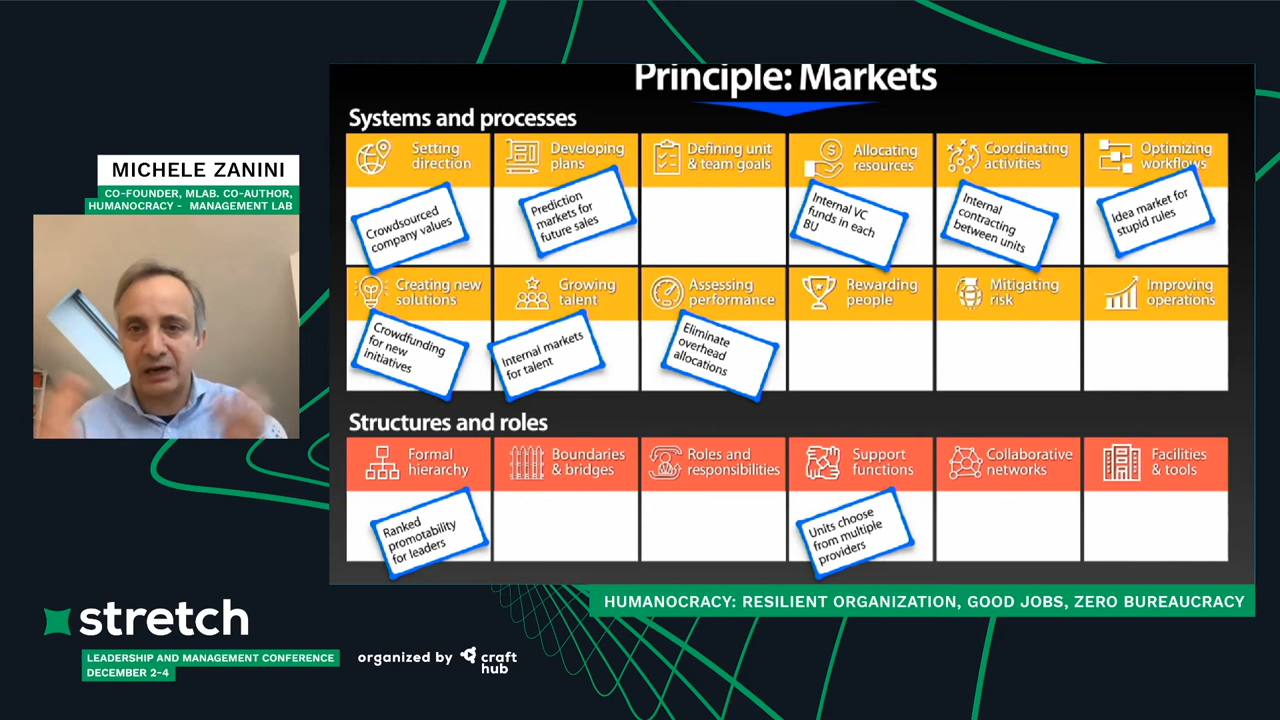 Principle: Markets
Systems and processes
MICHELE ZANINI
CO-FOUNDER, MLAB. CO-AUTHOR,
HUMANOCRACY - MANAGEMENT LAB
Setting
direction
Developing
plans
Defining unit
& team goals
Allocating
resources
Coordinating
activities
Optimizing
workflows
Crowdsourced
company values
Prediction
markets for
future sales
Internal VC
funds in each
BU
Internal
contracting
between units
Idea market for
stupid rules
Creating new
solutions
Growing
talent
Assessing
performance
Rewarding
people
Mitigating
risk
Improving
operations
Crowdfunding
for new
initiatives
Internal markets
for talent
Eliminate
overhead
allocations
Structures and roles
Formal
hierarchy
Boundaries
& bridges
Roles and
responsibilities
Support
functions
Collaborative
networks
Facilities
& tools
Ranked
promotability
for leaders
Units choose
from multiple
providers
HUMANOCRACY: RESILIENT ORGANIZATION, GOOD JOBS, ZERO BUREAUCRACY
stretch
LEADERSHIP AND MANAGEMENT CONFERENCE
DECEMBER 2-4
organized by
craft
hub